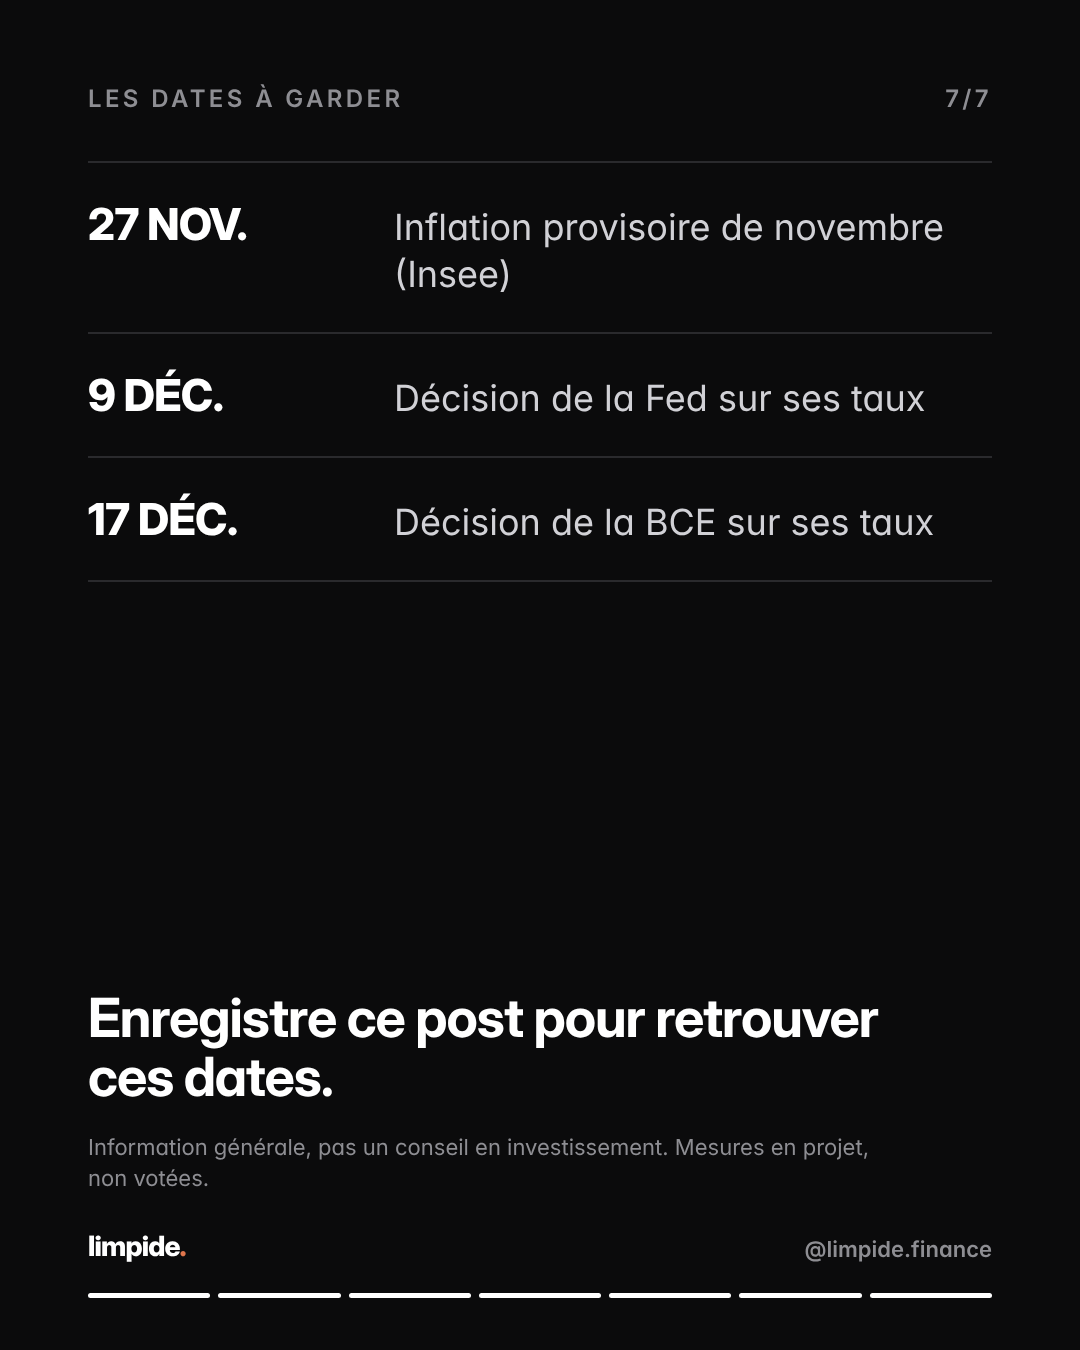 LES DATES À GARDER 7/7
27 NOV. Inflation provisoire de novembre
(Insee)
9 DÉC. Décision de la Fed sur ses taux
17 DÉC. Décision de la BCE sur ses taux
Enregistre ce post pour retrouver
ces dates.
Information générale, pas un conseil en investissement. Mesures en projet,
non votées.
limpide. @limpide.finance